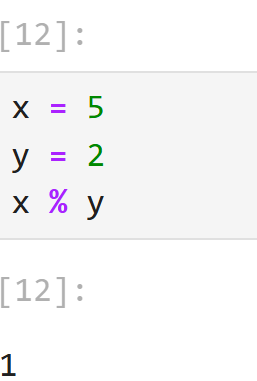 [12]:
x = 5
y = 2
x % y
[12]:
1